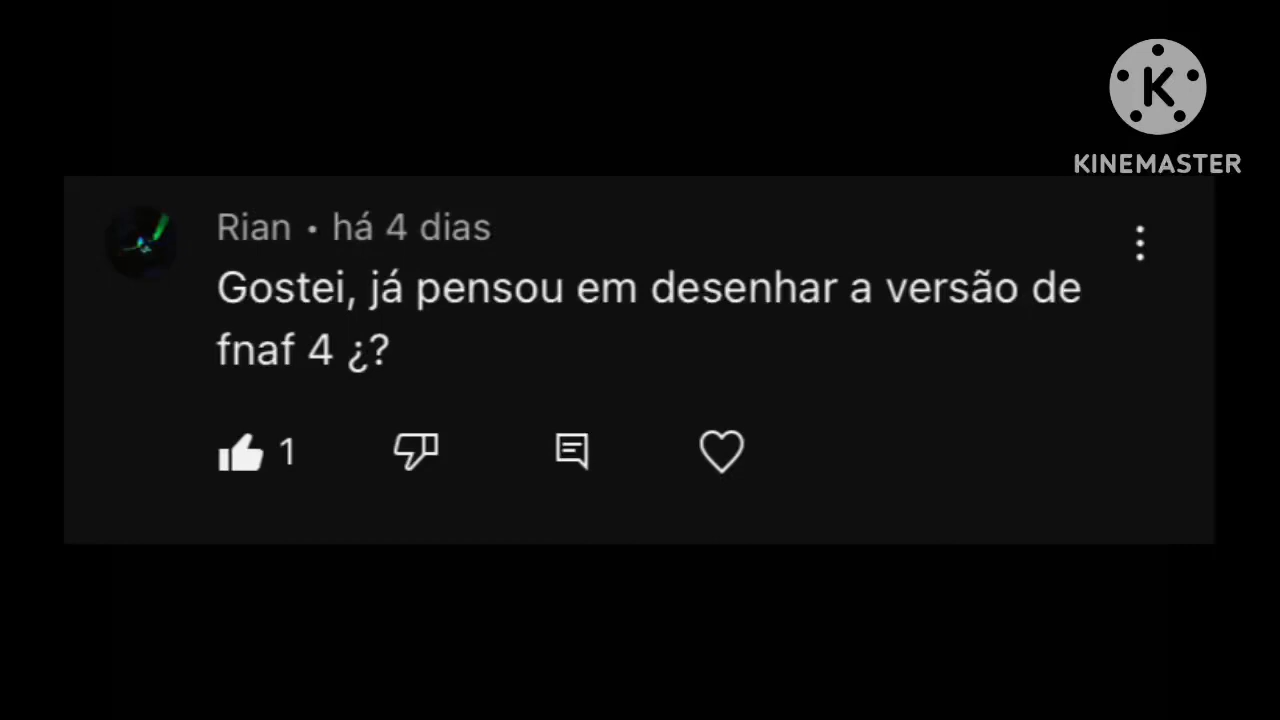 K
KINEMASTER
Rian • há 4 dias
Gostei, já pensou em desenhar a versão de
fnaf 4 ¿?
1